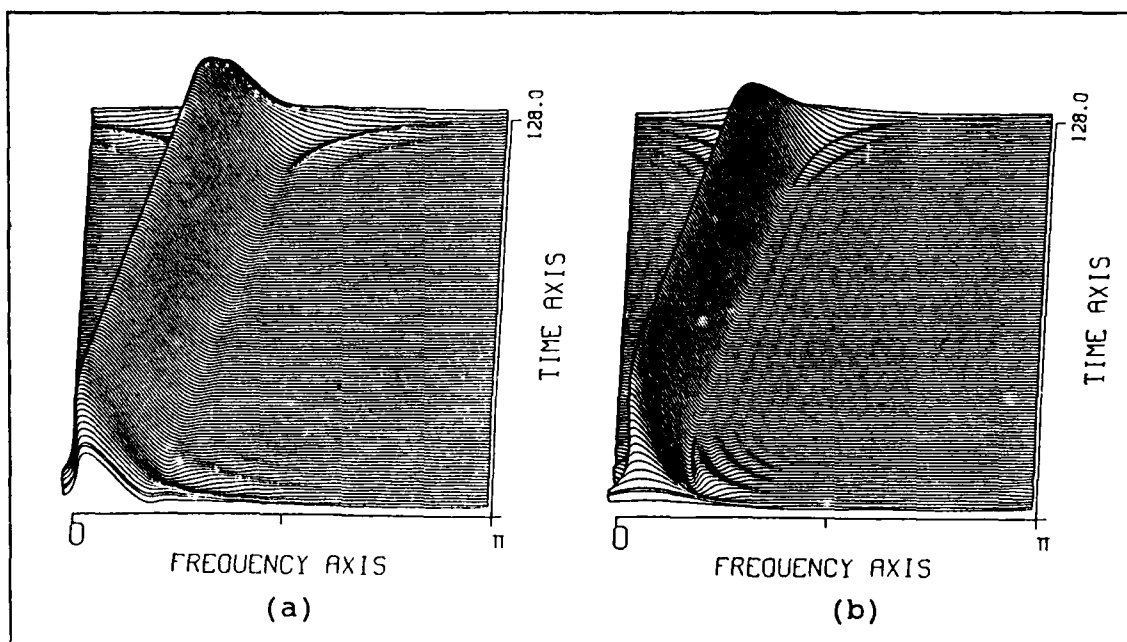 128.0
TIME AXIS
0
π
FREQUENCY AXIS
(a)
128.0
TIME AXIS
0
π
FREQUENCY AXIS
(b)